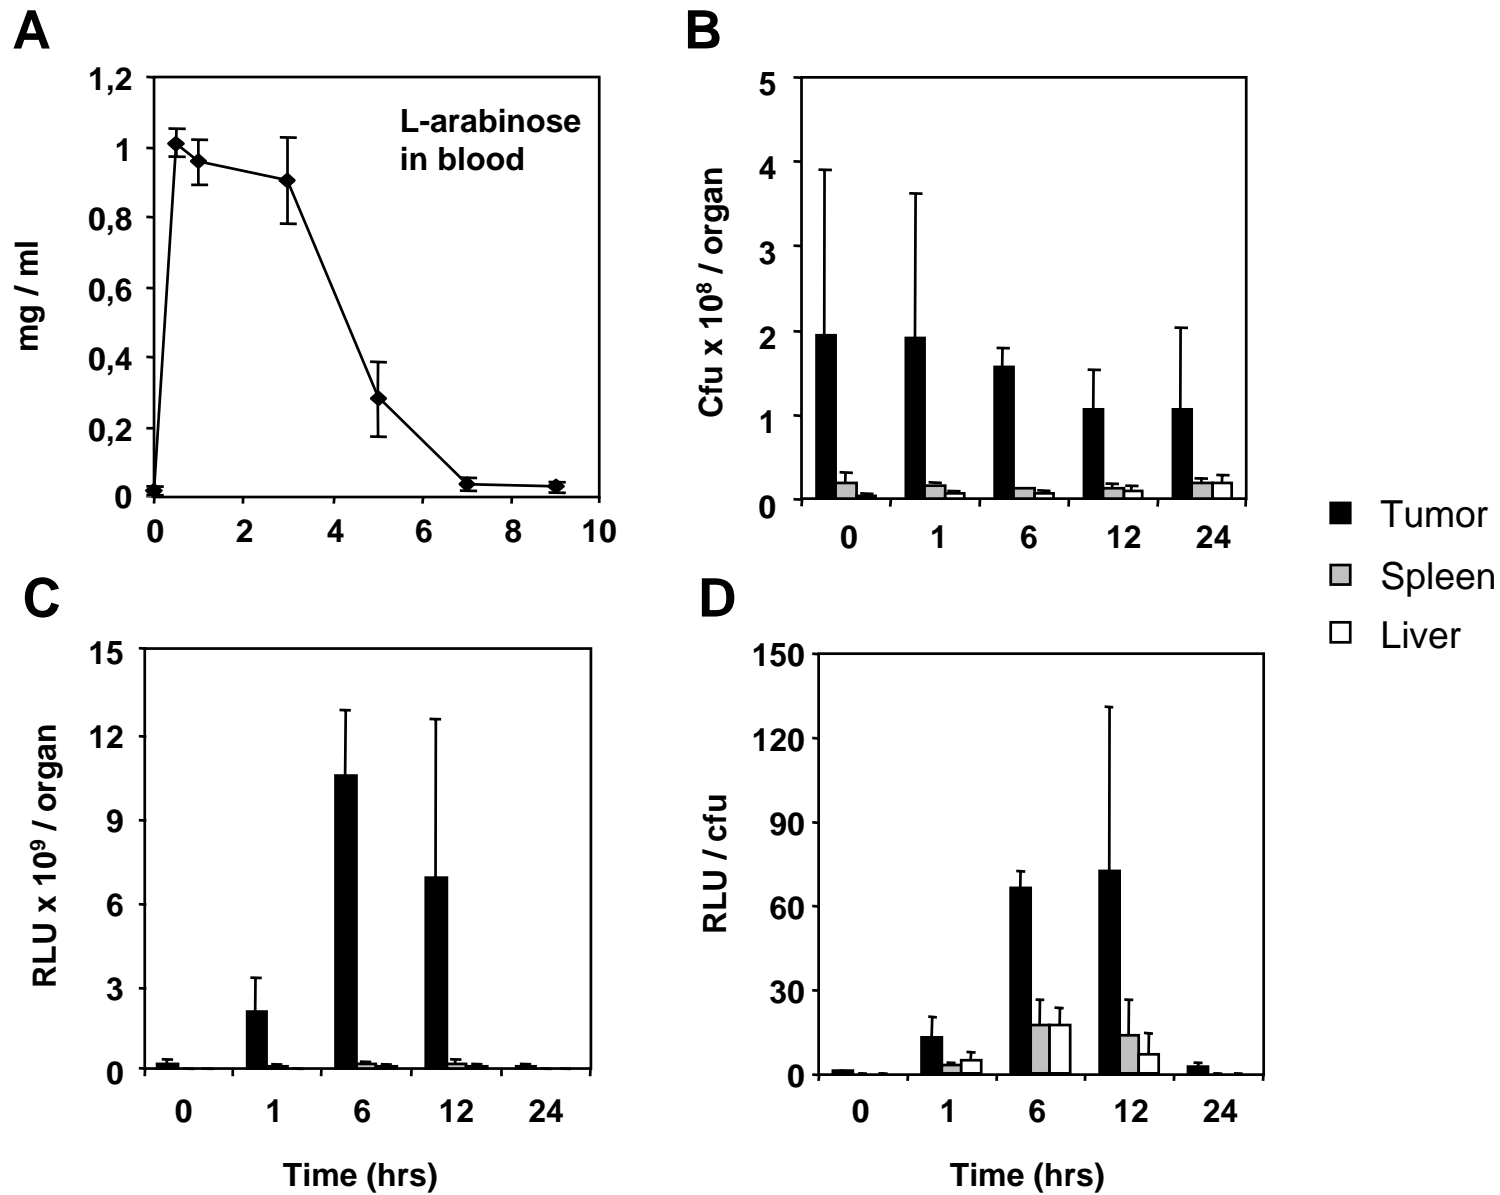 A
1,2
1
0,8
0,6
0,4
0,2
0
mg / ml
L-arabinose
in blood
0 2 4 6 8 10
B
5
4
3
2
1
0
Cfu x 10⁸ / organ
0 1 6 12 24
Tumor
Spleen
Liver
C
15
12
9
6
3
0
RLU x 10⁹ / organ
0 1 6 12 24
Time (hrs)
D
150
120
90
60
30
0
RLU / cfu
0 1 6 12 24
Time (hrs)